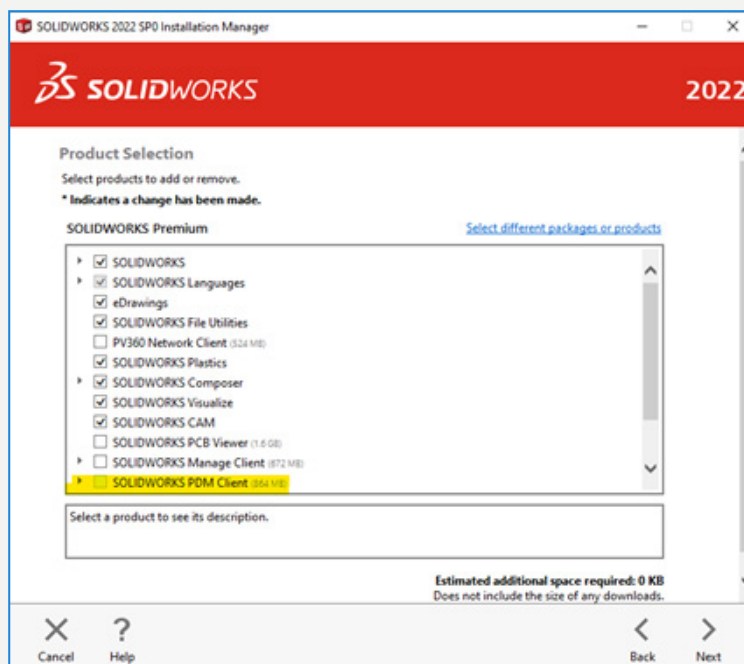 SOLIDWORKS 2022 SP0 Installation Manager
SOLIDWORKS 2022
Product Selection
Select products to add or remove.
* Indicates a change has been made.
SOLIDWORKS Premium Select different packages or products
SOLIDWORKS
SOLIDWORKS Languages
eDrawings
SOLIDWORKS File Utilities
PV360 Network Client (524 MB)
SOLIDWORKS Plastics
SOLIDWORKS Composer
SOLIDWORKS Visualize
SOLIDWORKS CAM
SOLIDWORKS PCB Viewer (1.6 GB)
SOLIDWORKS Manage Client (672 MB)
SOLIDWORKS PDM Client (864 MB)
Select a product to see its description.
Estimated additional space required: 0 KB
Does not include the size of any downloads.
Cancel Help Back Next